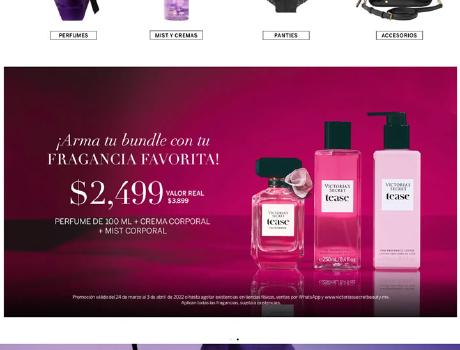 PERFUMES
MIST Y CREMAS
PANTIES
ACCESORIOS
¡Arma tu bundle con tu
FRAGANCIA FAVORITA!
$2,499 VALOR REAL
$3,899
PERFUME DE 100 ML + CREMA CORPORAL
+ MIST CORPORAL
VICTORIA'S
SECRET
tease
VICTORIA'S
SECRET
tease
250 ml/8.4 fl oz
VICTORIA'S
SECRET
tease
Promoción válida del 24 de marzo al 3 de abril de 2022 o hasta agotar existencias en tiendas físicas, ventas por WhatsApp y www.victoriassecretbeauty.mx.
Aplican todas las fragancias, sujeto a existencias.